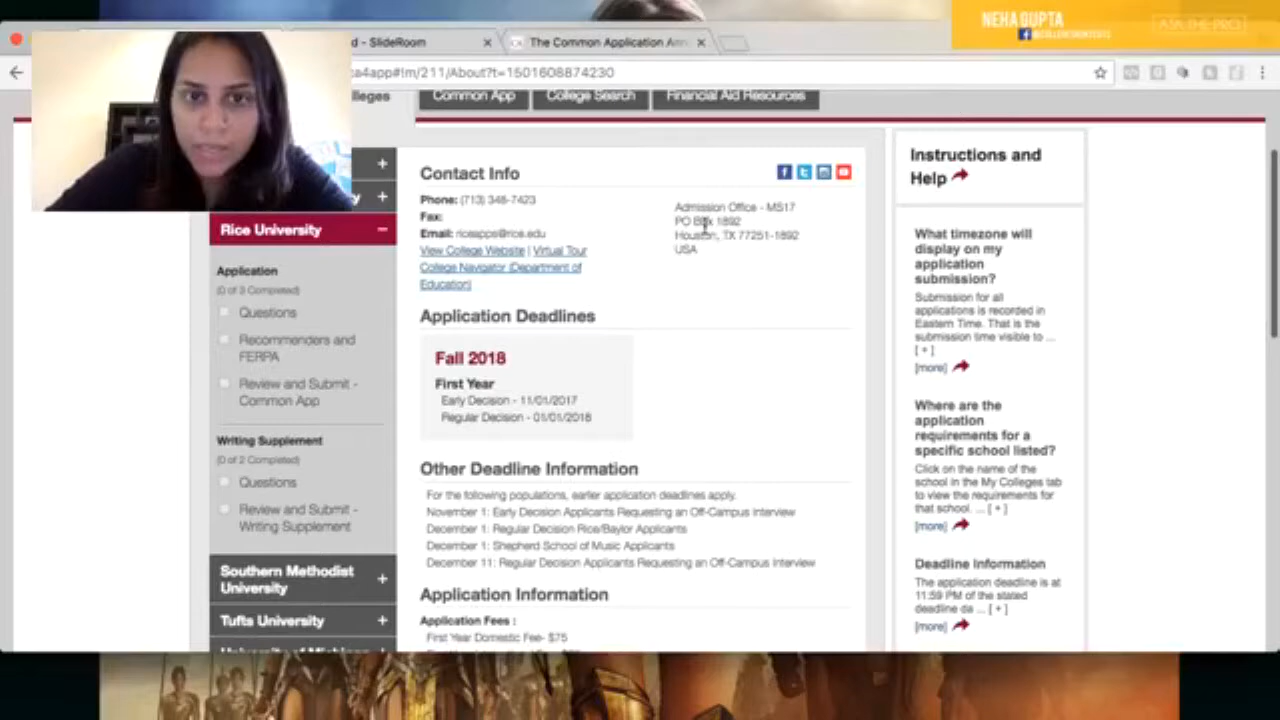 NEHA GUPTA
ASK THE PRO
d - SlideRoom
The Common Application Ann
a4app#!m/211/About?t=1501608874230
lleges
Common App
College Search
Financial Aid Resources
+
y +
Rice University −
Application
(0 of 3 Completed)
Questions
Recommenders and
FERPA
Review and Submit -
Common App
Writing Supplement
(0 of 2 Completed)
Questions
Review and Submit -
Writing Supplement
Southern Methodist
University +
Tufts University +
University of Michigan
Contact Info
Phone: (713) 348-7423
Fax:
Email: riceapps@rice.edu
View College Website | Virtual Tour
College Navigator (Department of
Education)
Admission Office - MS17
PO Box 1892
Houston, TX 77251-1892
USA
Application Deadlines
Fall 2018
First Year
Early Decision - 11/01/2017
Regular Decision - 01/01/2018
Other Deadline Information
For the following populations, earlier application deadlines apply.
November 1: Early Decision Applicants Requesting an Off-Campus Interview
December 1: Regular Decision Rice/Baylor Applicants
December 1: Shepherd School of Music Applicants
December 11: Regular Decision Applicants Requesting an Off-Campus Interview
Application Information
Application Fees :
First Year Domestic Fee- $75
Instructions and
Help
What timezone will
display on my
application
submission?
Submission for all
applications is recorded in
Eastern Time. That is the
submission time visible to ...
[ + ]
[more]
Where are the
application
requirements for a
specific school listed?
Click on the name of the
school in the My Colleges tab
to view the requirements for
that school. ... [ + ]
[more]
Deadline Information
The application deadline is at
11:59 PM of the stated
deadline da ... [ + ]
[more]